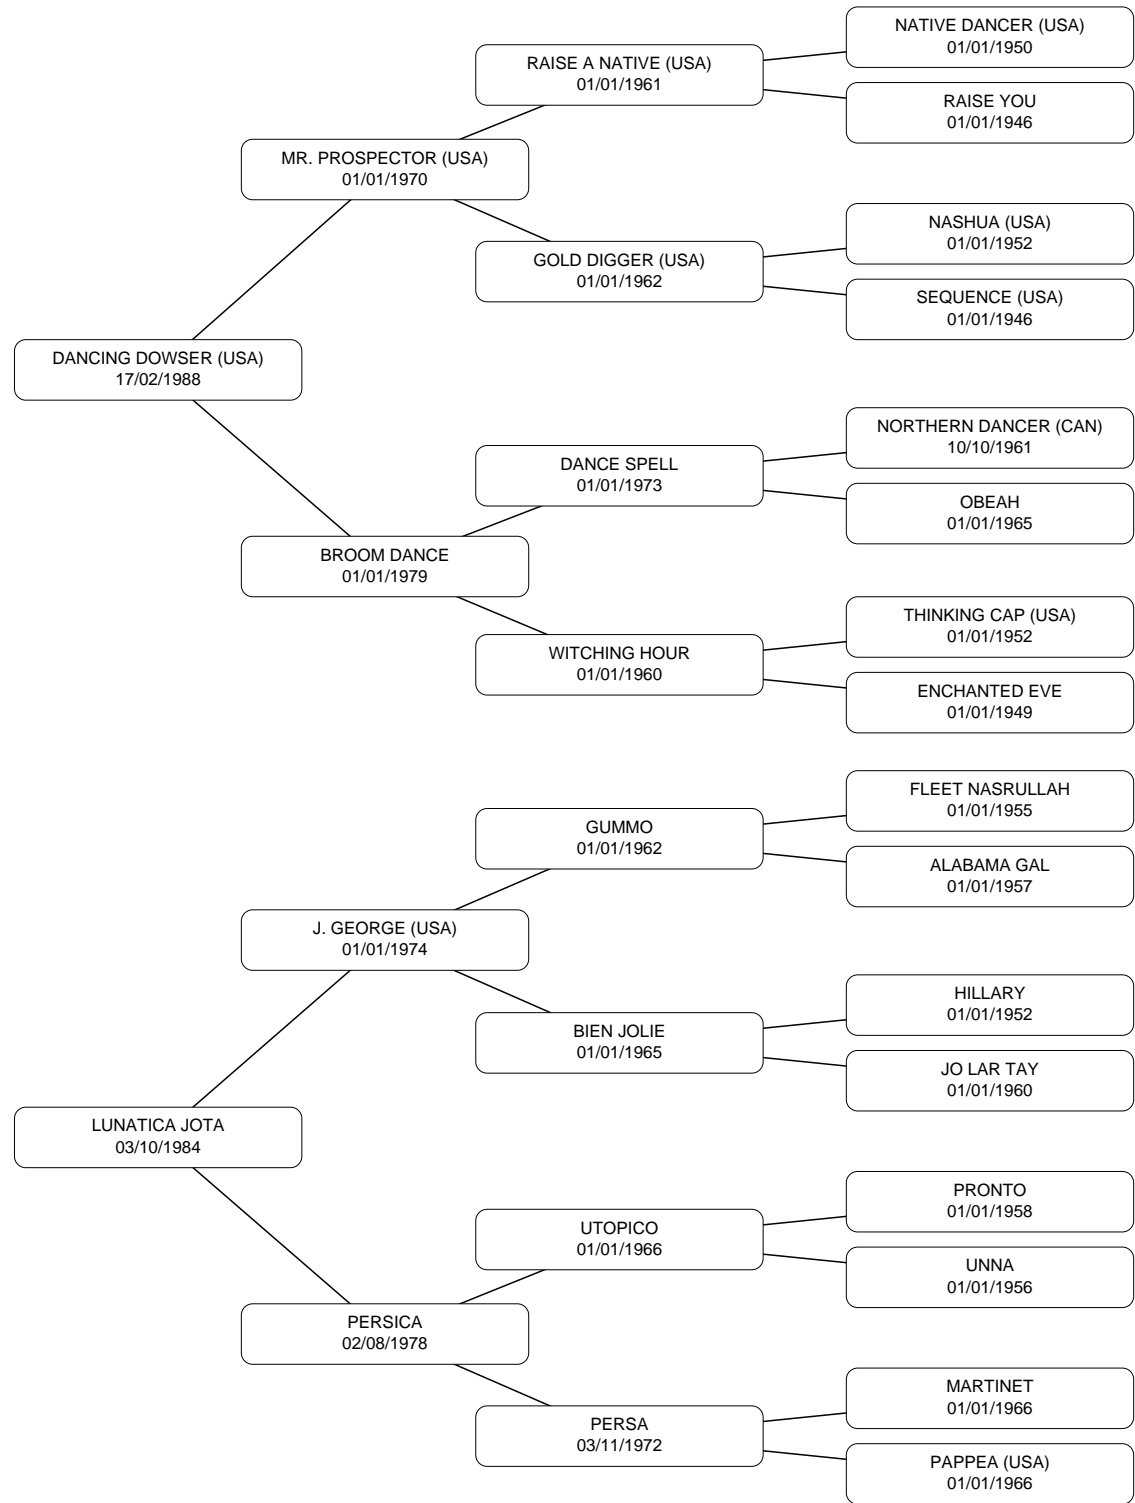 NATIVE DANCER (USA)
01/01/1950
RAISE A NATIVE (USA)
01/01/1961
RAISE YOU
01/01/1946
MR. PROSPECTOR (USA)
01/01/1970
NASHUA (USA)
01/01/1952
GOLD DIGGER (USA)
01/01/1962
SEQUENCE (USA)
01/01/1946
DANCING DOWSER (USA)
17/02/1988
NORTHERN DANCER (CAN)
10/10/1961
DANCE SPELL
01/01/1973
OBEAH
01/01/1965
BROOM DANCE
01/01/1979
THINKING CAP (USA)
01/01/1952
WITCHING HOUR
01/01/1960
ENCHANTED EVE
01/01/1949
FLEET NASRULLAH
01/01/1955
GUMMO
01/01/1962
ALABAMA GAL
01/01/1957
J. GEORGE (USA)
01/01/1974
HILLARY
01/01/1952
BIEN JOLIE
01/01/1965
JO LAR TAY
01/01/1960
LUNATICA JOTA
03/10/1984
PRONTO
01/01/1958
UTOPICO
01/01/1966
UNNA
01/01/1956
PERSICA
02/08/1978
MARTINET
01/01/1966
PERSA
03/11/1972
PAPPEA (USA)
01/01/1966